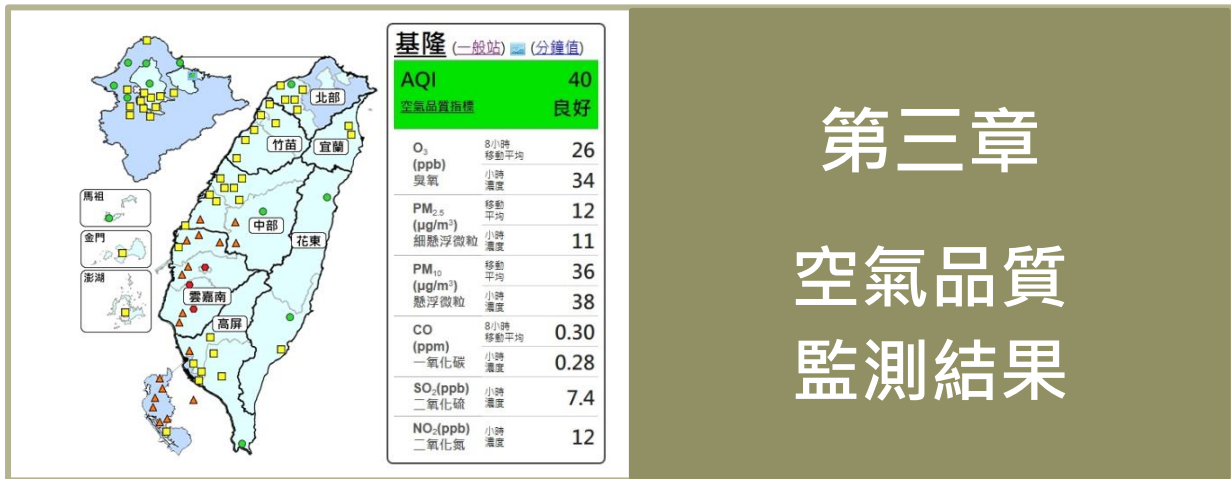 北部
竹苗
宜蘭
馬祖
中部
金門
花東
澎湖
雲嘉南
高屏
基隆 (一般站) (分鐘值)
AQI 40
空氣品質指標 良好
O₃
(ppb)
臭氧
8小時
移動平均 26
小時
濃度 34
PM₂.₅
(μg/m³)
細懸浮微粒
移動
平均 12
小時
濃度 11
PM₁₀
(μg/m³)
懸浮微粒
移動
平均 36
小時
濃度 38
CO
(ppm)
一氧化碳
8小時
移動平均 0.30
小時
濃度 0.28
SO₂(ppb)
二氧化硫
小時
濃度 7.4
NO₂(ppb)
二氧化氮
小時
濃度 12
第三章
空氣品質
監測結果